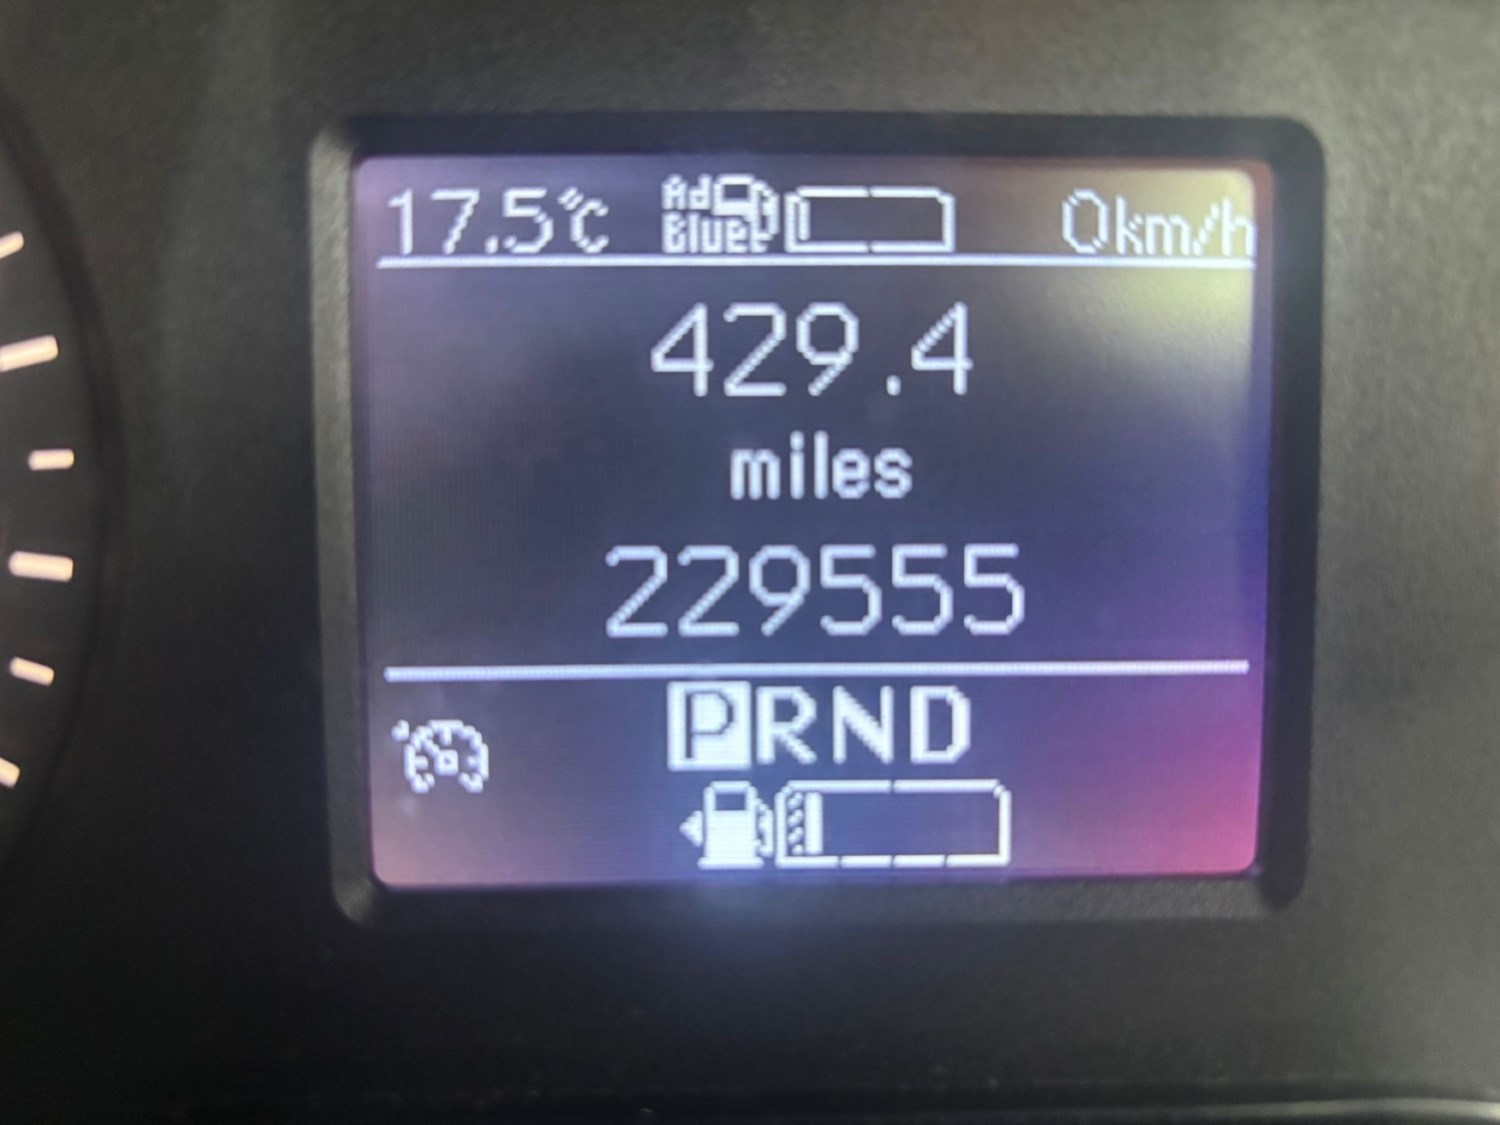 17.5°C Ad Blue 0km/h
429.4
miles
229555
PRND